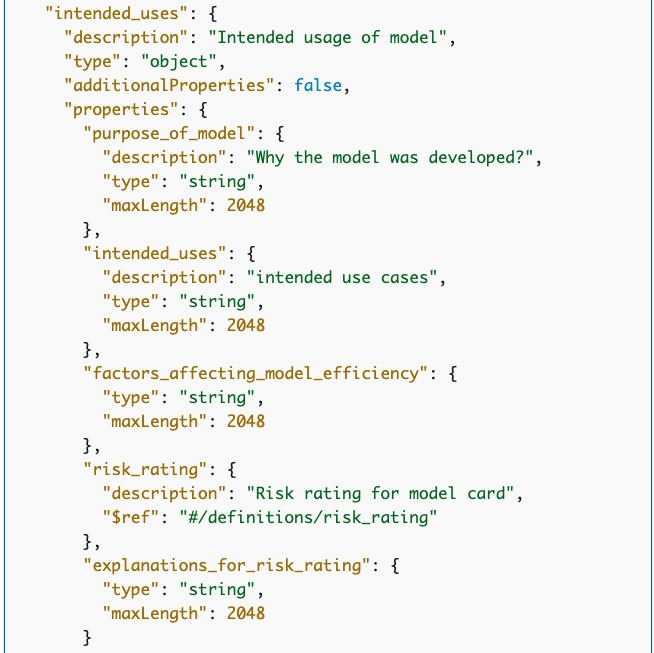 "intended_uses": {
"description": "Intended usage of model",
"type": "object",
"additionalProperties": false,
"properties": {
"purpose_of_model": {
"description": "Why the model was developed?",
"type": "string",
"maxLength": 2048
},
"intended_uses": {
"description": "intended use cases",
"type": "string",
"maxLength": 2048
},
"factors_affecting_model_efficiency": {
"type": "string",
"maxLength": 2048
},
"risk_rating": {
"description": "Risk rating for model card",
"$ref": "#/definitions/risk_rating"
},
"explanations_for_risk_rating": {
"type": "string",
"maxLength": 2048
}